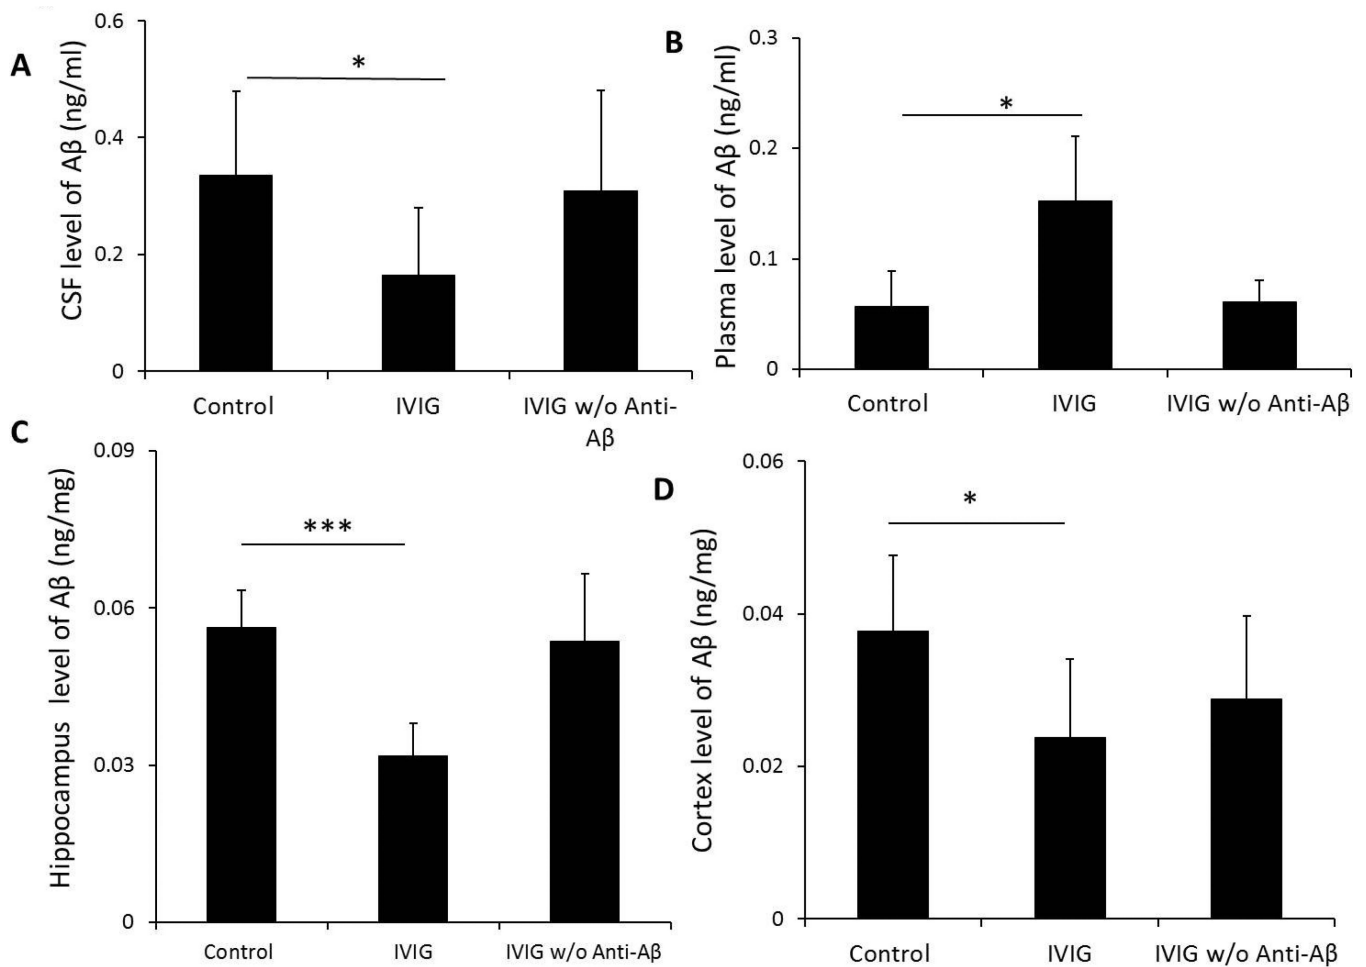 A
CSF level of Aβ (ng/ml)
0.6
0.4
0.2
0
*
Control
IVIG
IVIG w/o Anti-
Aβ
B
Plasma level of Aβ (ng/ml)
0.3
0.2
0.1
0
*
Control
IVIG
IVIG w/o Anti-Aβ
C
Hippocampus level of Aβ (ng/mg)
0.09
0.06
0.03
0
***
Control
IVIG
IVIG w/o Anti-Aβ
D
Cortex level of Aβ (ng/mg)
0.06
0.04
0.02
0
*
Control
IVIG
IVIG w/o Anti-Aβ